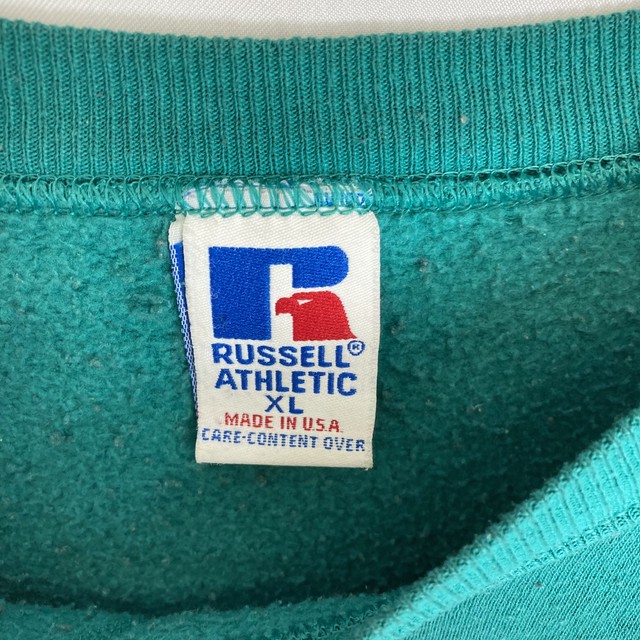 R
RUSSELL®
ATHLETIC
XL
MADE IN U.S.A.
CARE-CONTENT OVER